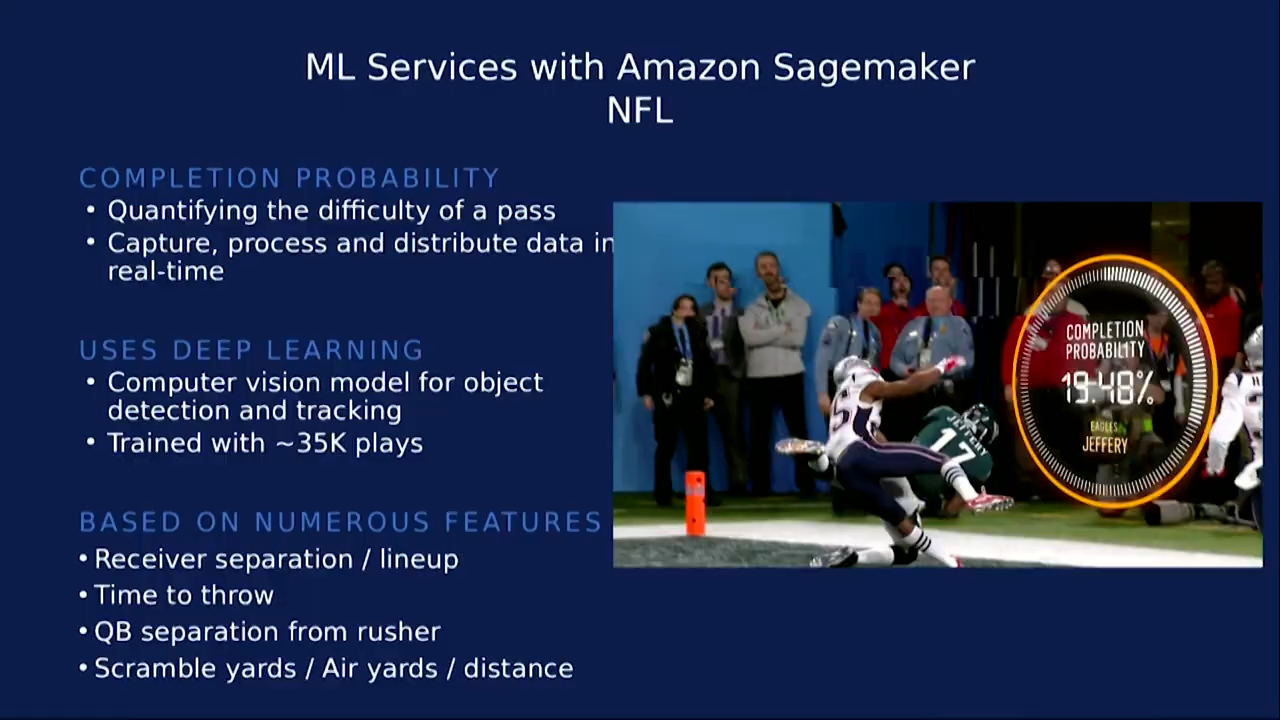 ML Services with Amazon Sagemaker
NFL
COMPLETION PROBABILITY
• Quantifying the difficulty of a pass
• Capture, process and distribute data in
real-time
USES DEEP LEARNING
• Computer vision model for object
detection and tracking
• Trained with ~35K plays
BASED ON NUMEROUS FEATURES
• Receiver separation / lineup
• Time to throw
• QB separation from rusher
• Scramble yards / Air yards / distance
COMPLETION
PROBABILITY
19.48%
EAGLES
JEFFERY
JEFFERY
17